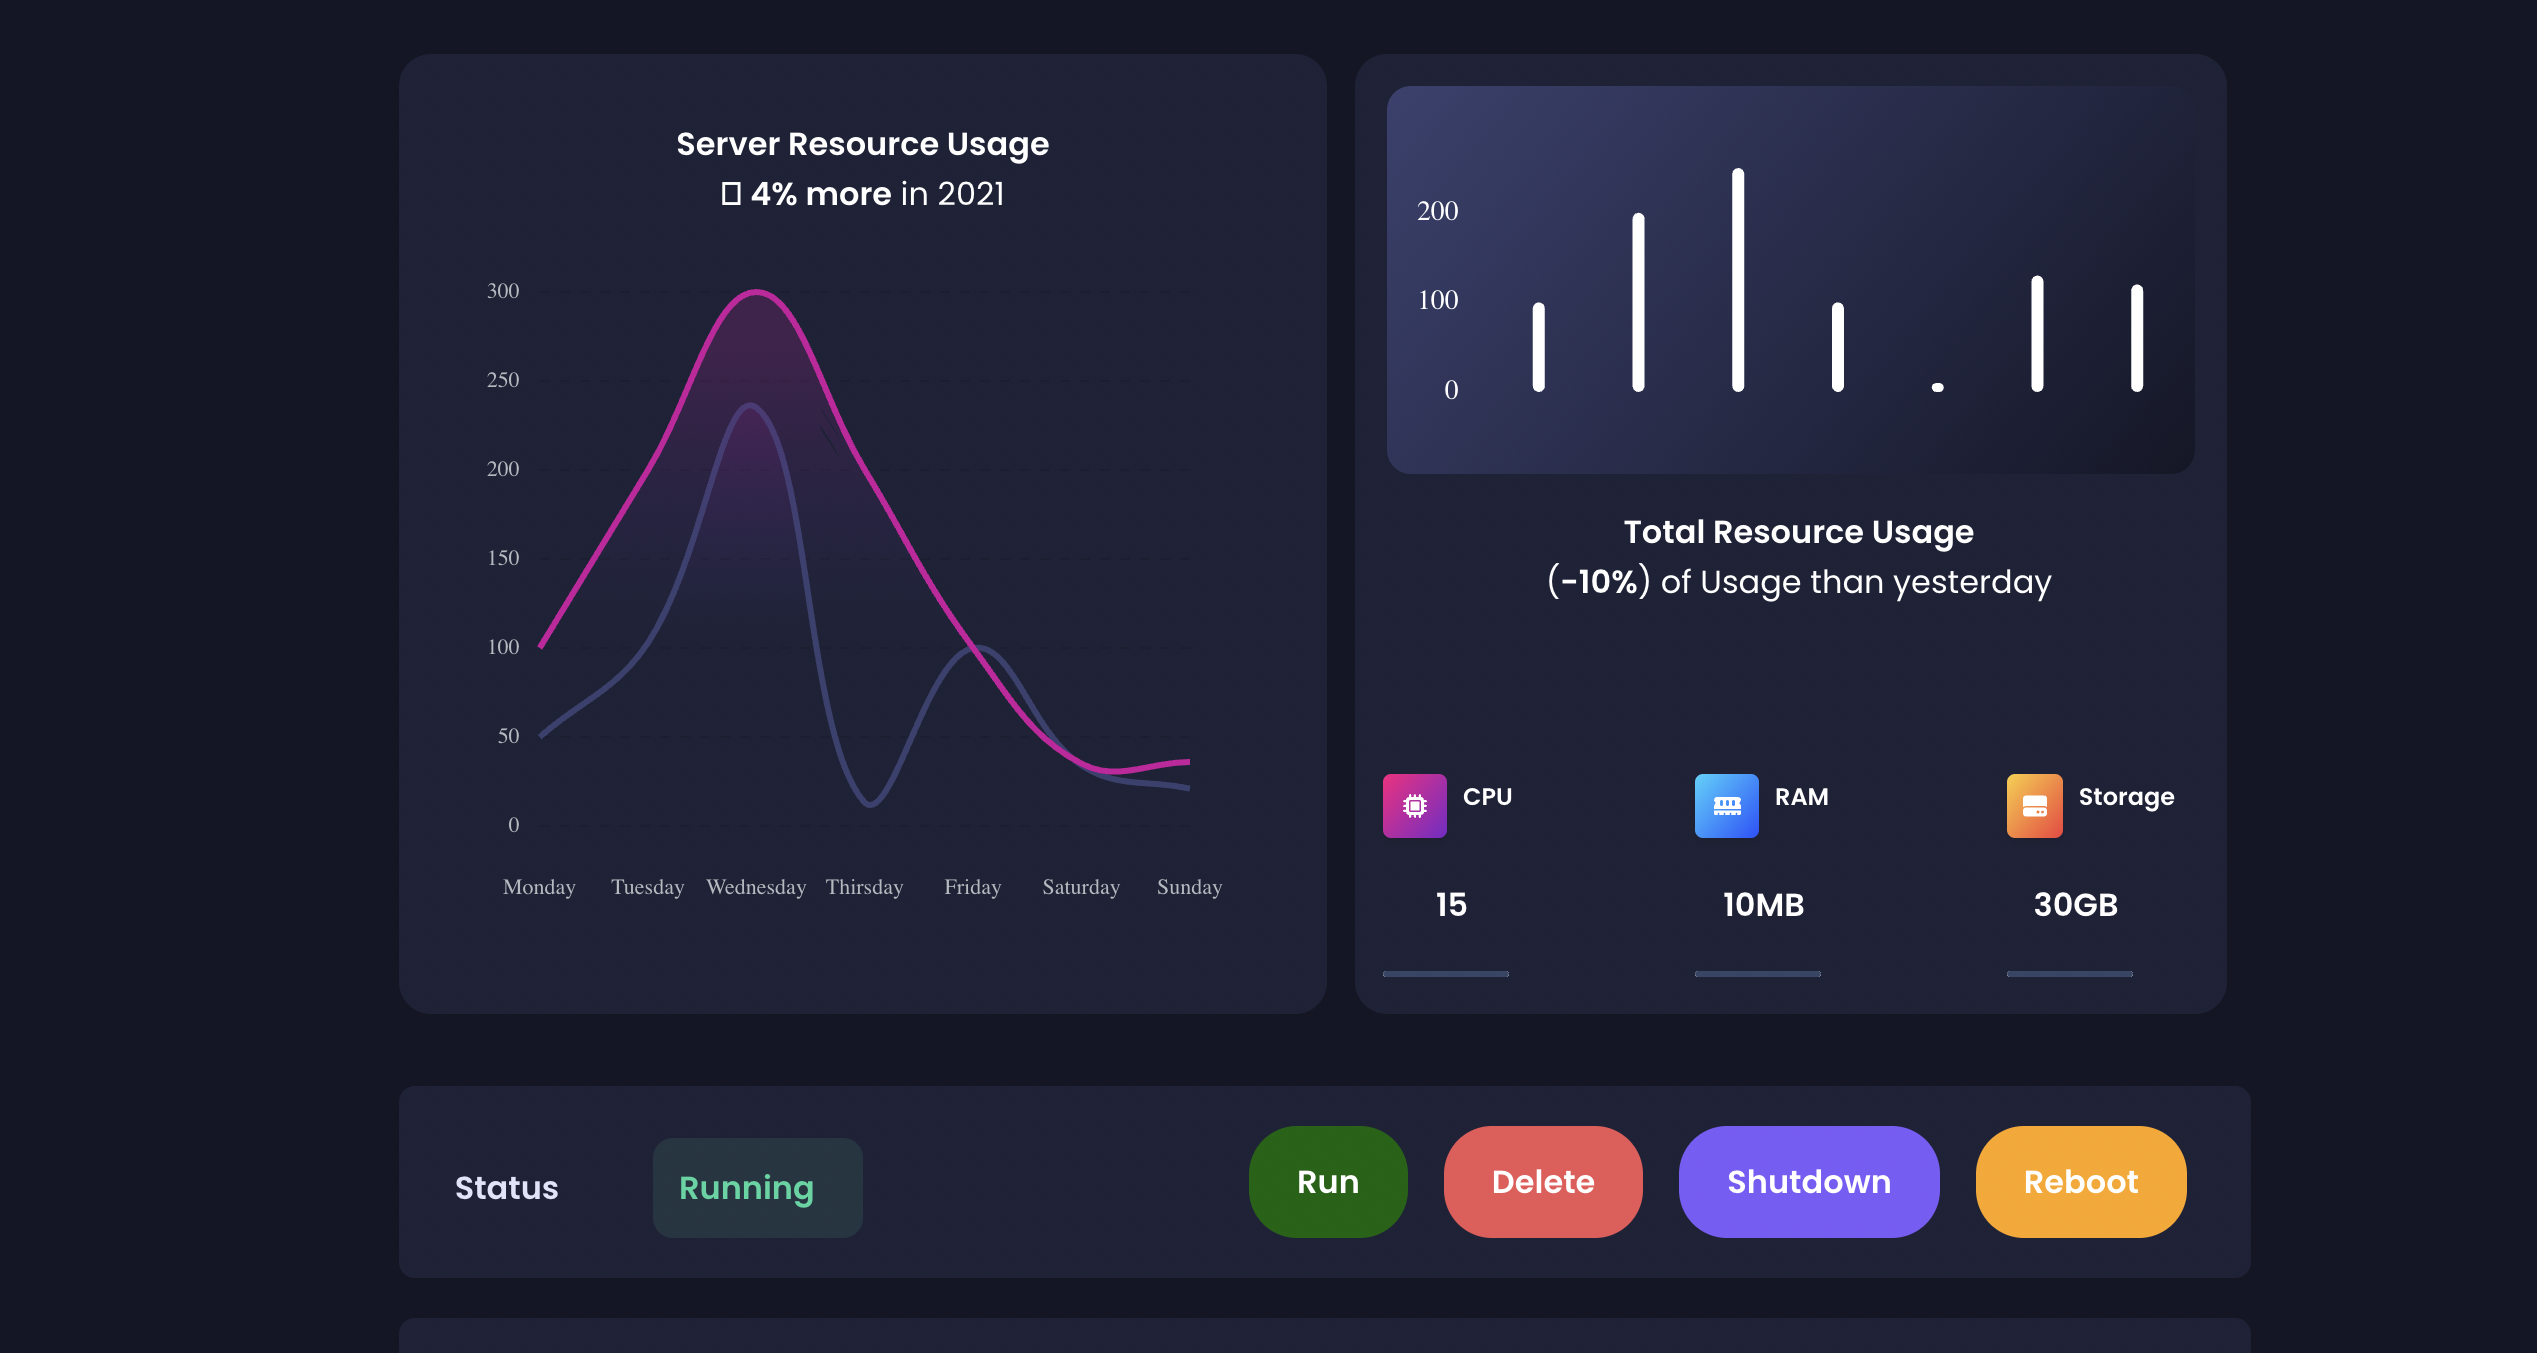 Server Resource Usage
4% more in 2021
300
250
200
150
100
50
0
Monday Tuesday Wednesday Thirsday Friday Saturday Sunday
200
100
0
Total Resource Usage
(-10%) of Usage than yesterday
CPU RAM Storage
15 10MB 30GB
Status Running Run Delete Shutdown Reboot